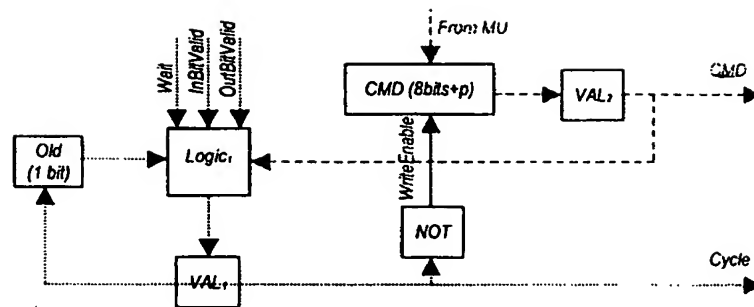 From MU
Wait
InBitValid
OutBitValid
CMD (8bits+p)
VAL₂
CMD
Old
(1 bit)
Logic₁
WriteEnable
NOT
VAL₁
Cycle